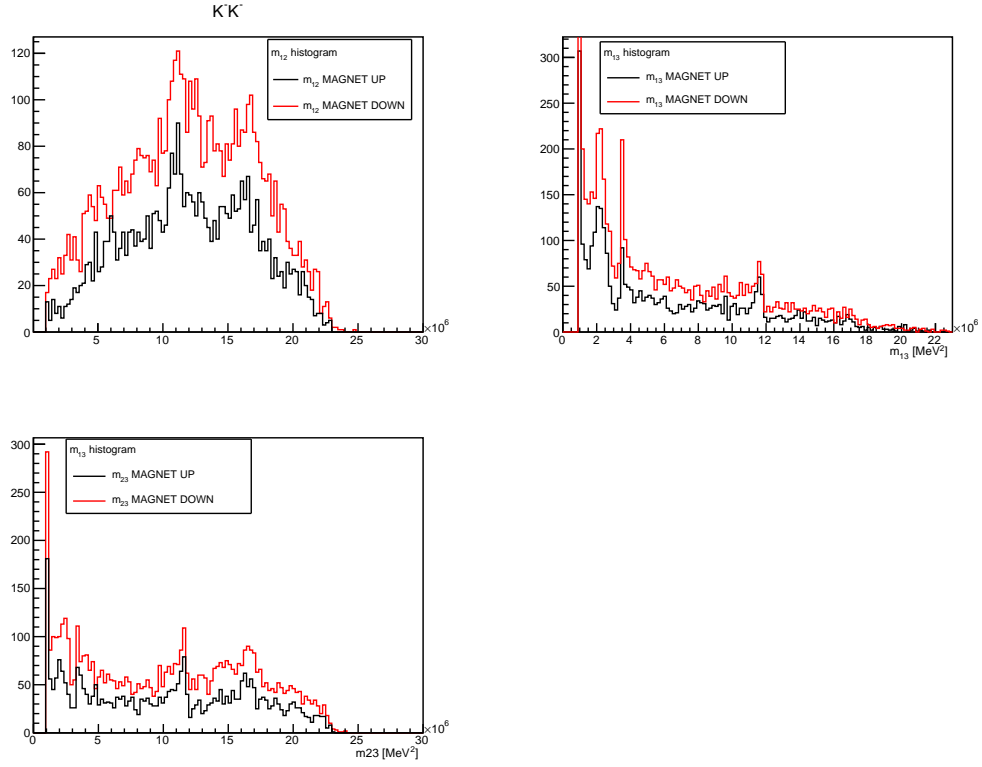 K⁻K⁻
m₁₂ histogram
m₁₂ MAGNET UP
m₁₂ MAGNET DOWN
120
100
80
60
40
20
0
0 5 10 15 20 25 30
×10⁶
m₁₃ histogram
m₁₃ MAGNET UP
m₁₃ MAGNET DOWN
300
250
200
150
100
50
0
0 2 4 6 8 10 12 14 16 18 20 22
×10⁶
m₁₃ [MeV²]
m₁₃ histogram
m₂₃ MAGNET UP
m₂₃ MAGNET DOWN
300
250
200
150
100
50
0
0 5 10 15 20 25 30
×10⁶
m23 [MeV²]